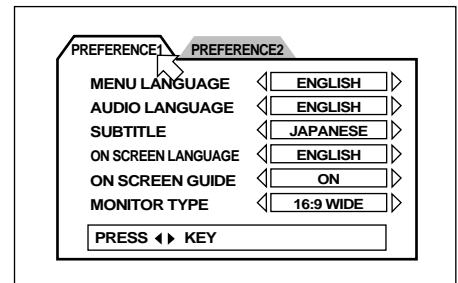 PREFERENCE1 PREFERENCE2
MENU LANGUAGE ENGLISH
AUDIO LANGUAGE ENGLISH
SUBTITLE JAPANESE
ON SCREEN LANGUAGE ENGLISH
ON SCREEN GUIDE ON
MONITOR TYPE 16:9 WIDE
PRESS ◀▶ KEY